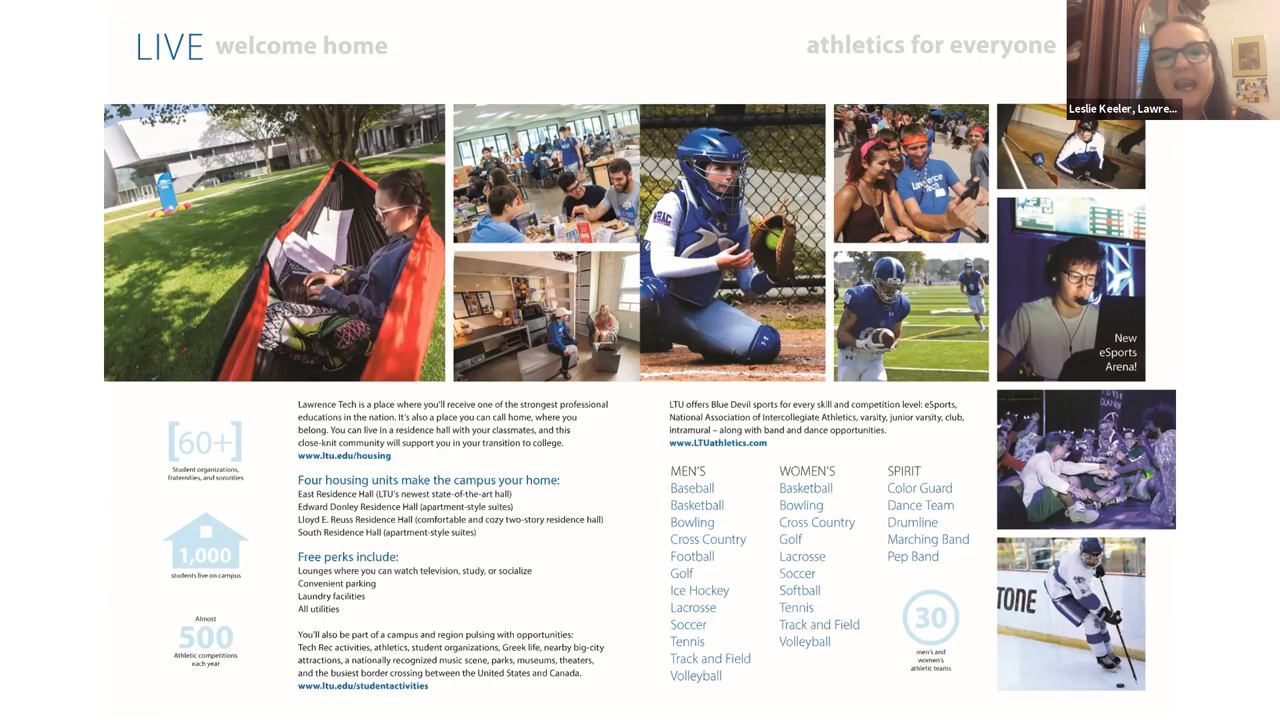 LIVE welcome home
athletics for everyone
Leslie Keeler, Lawre...
New
eSports
Arena!
[60+]
Student organizations,
fraternities, and sororities
1,000
students live on campus
Almost
500
Athletic competitions
each year
Lawrence Tech is a place where you'll receive one of the strongest professional
educations in the nation. It's also a place you can call home, where you
belong. You can live in a residence hall with your classmates, and this
close-knit community will support you in your transition to college.
www.ltu.edu/housing
Four housing units make the campus your home:
East Residence Hall (LTU's newest state-of-the-art hall)
Edward Donley Residence Hall (apartment-style suites)
Lloyd E. Reuss Residence Hall (comfortable and cozy two-story residence hall)
South Residence Hall (apartment-style suites)
Free perks include:
Lounges where you can watch television, study, or socialize
Convenient parking
Laundry facilities
All utilities
You'll also be part of a campus and region pulsing with opportunities:
Tech Rec activities, athletics, student organizations, Greek life, nearby big-city
attractions, a nationally recognized music scene, parks, museums, theaters,
and the busiest border crossing between the United States and Canada.
www.ltu.edu/studentactivities
LTU offers Blue Devil sports for every skill and competition level: eSports,
National Association of Intercollegiate Athletics, varsity, junior varsity, club,
intramural – along with band and dance opportunities.
www.LTUathletics.com
MEN'S
Baseball
Basketball
Bowling
Cross Country
Football
Golf
Ice Hockey
Lacrosse
Soccer
Tennis
Track and Field
Volleyball
WOMEN'S
Basketball
Bowling
Cross Country
Golf
Lacrosse
Soccer
Softball
Tennis
Track and Field
Volleyball
SPIRIT
Color Guard
Dance Team
Drumline
Marching Band
Pep Band
30
men's and
women's
athletic teams
WHAC
Lawrence
Tech
TONE